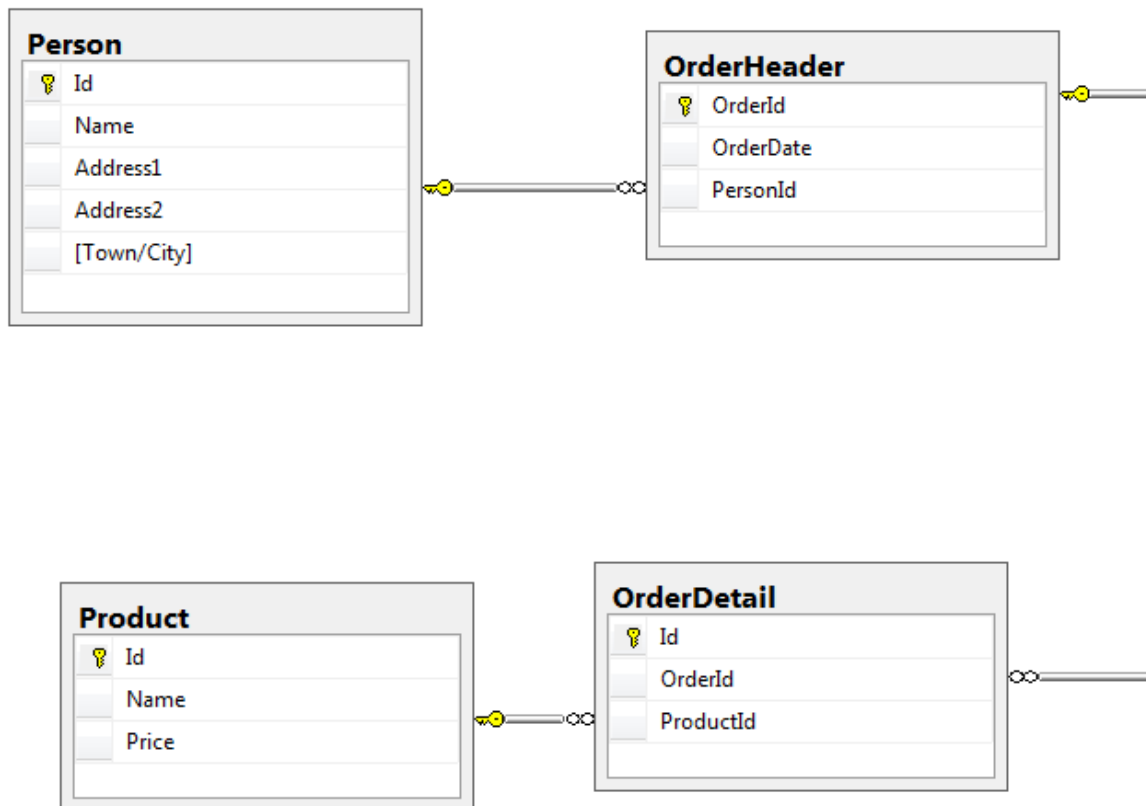 Person
Id
Name
Address1
Address2
[Town/City]
OrderHeader
OrderId
OrderDate
PersonId
Product
Id
Name
Price
OrderDetail
Id
OrderId
ProductId